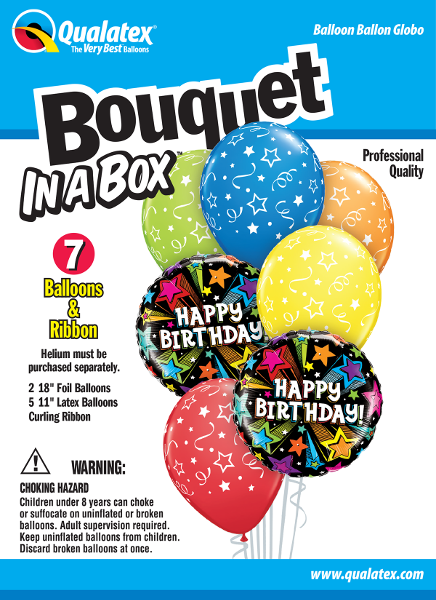 Qualatex®
The Very Best Balloons
Balloon Ballon Globo
Bouquet
IN A BOX™
Professional
Quality
7
Balloons
&
Ribbon
Helium must be
purchased separately.
2 18" Foil Balloons
5 11" Latex Balloons
Curling Ribbon
HAPPY
BIRTHDAY!
HAPPY
BIRTHDAY!
WARNING:
CHOKING HAZARD
Children under 8 years can choke
or suffocate on uninflated or broken
balloons. Adult supervision required.
Keep uninflated balloons from children.
Discard broken balloons at once.
www.qualatex.com